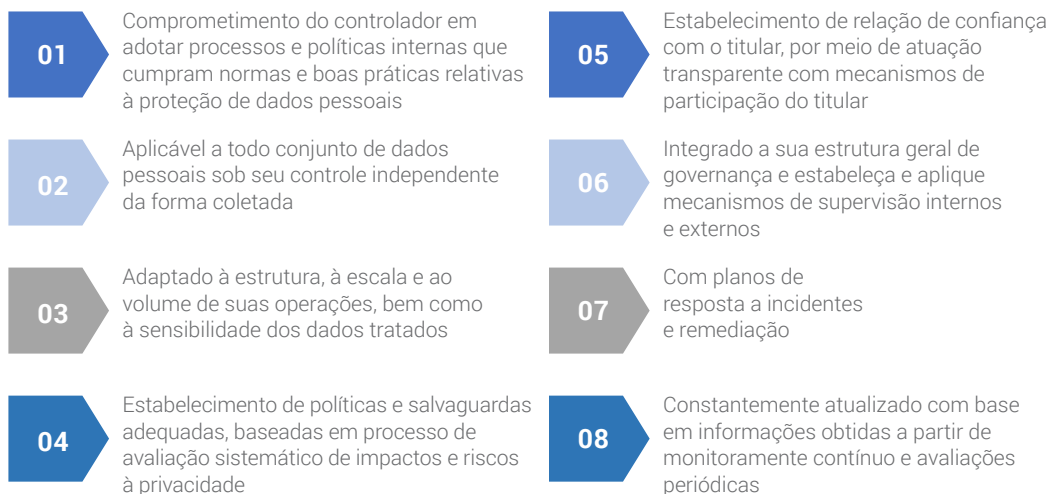 01
Comprometimento do controlador em
adotar processos e políticas internas que
cumpram normas e boas práticas relativas
à proteção de dados pessoais
02
Aplicável a todo conjunto de dados
pessoais sob seu controle independente
da forma coletada
03
Adaptado à estrutura, à escala e ao
volume de suas operações, bem como
à sensibilidade dos dados tratados
04
Estabelecimento de políticas e salvaguardas
adequadas, baseadas em processo de
avaliação sistemático de impactos e riscos
à privacidade
05
Estabelecimento de relação de confiança
com o titular, por meio de atuação
transparente com mecanismos de
participação do titular
06
Integrado a sua estrutura geral de
governança e estabeleça e aplique
mecanismos de supervisão internos
e externos
07
Com planos de
resposta a incidentes
e remediação
08
Constantemente atualizado com base
em informações obtidas a partir de
monitoramente contínuo e avaliações
periódicas